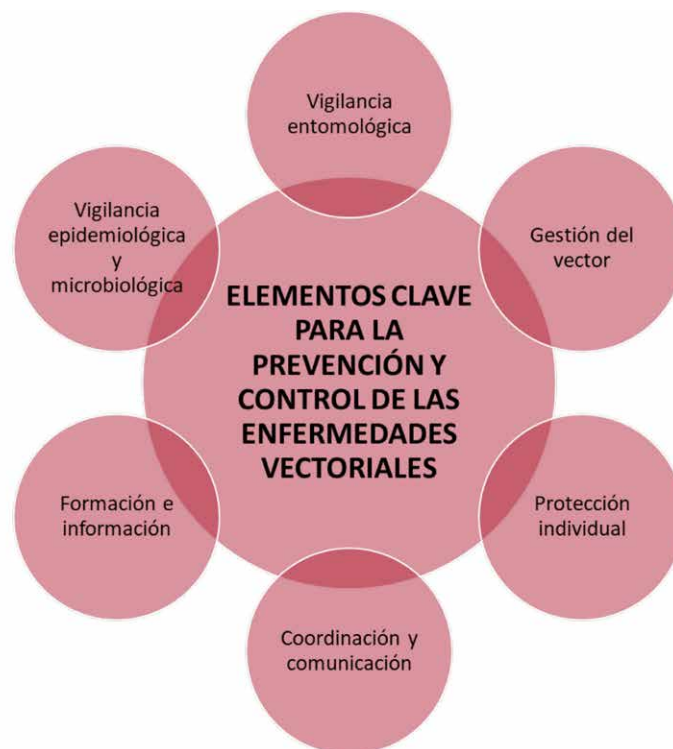 Vigilancia
entomológica
Gestión del
vector
Protección
individual
Coordinación y
comunicación
Formación e
información
Vigilancia
epidemiológica
y
microbiológica
ELEMENTOS CLAVE
PARA LA
PREVENCIÓN Y
CONTROL DE LAS
ENFERMEDADES
VECTORIALES